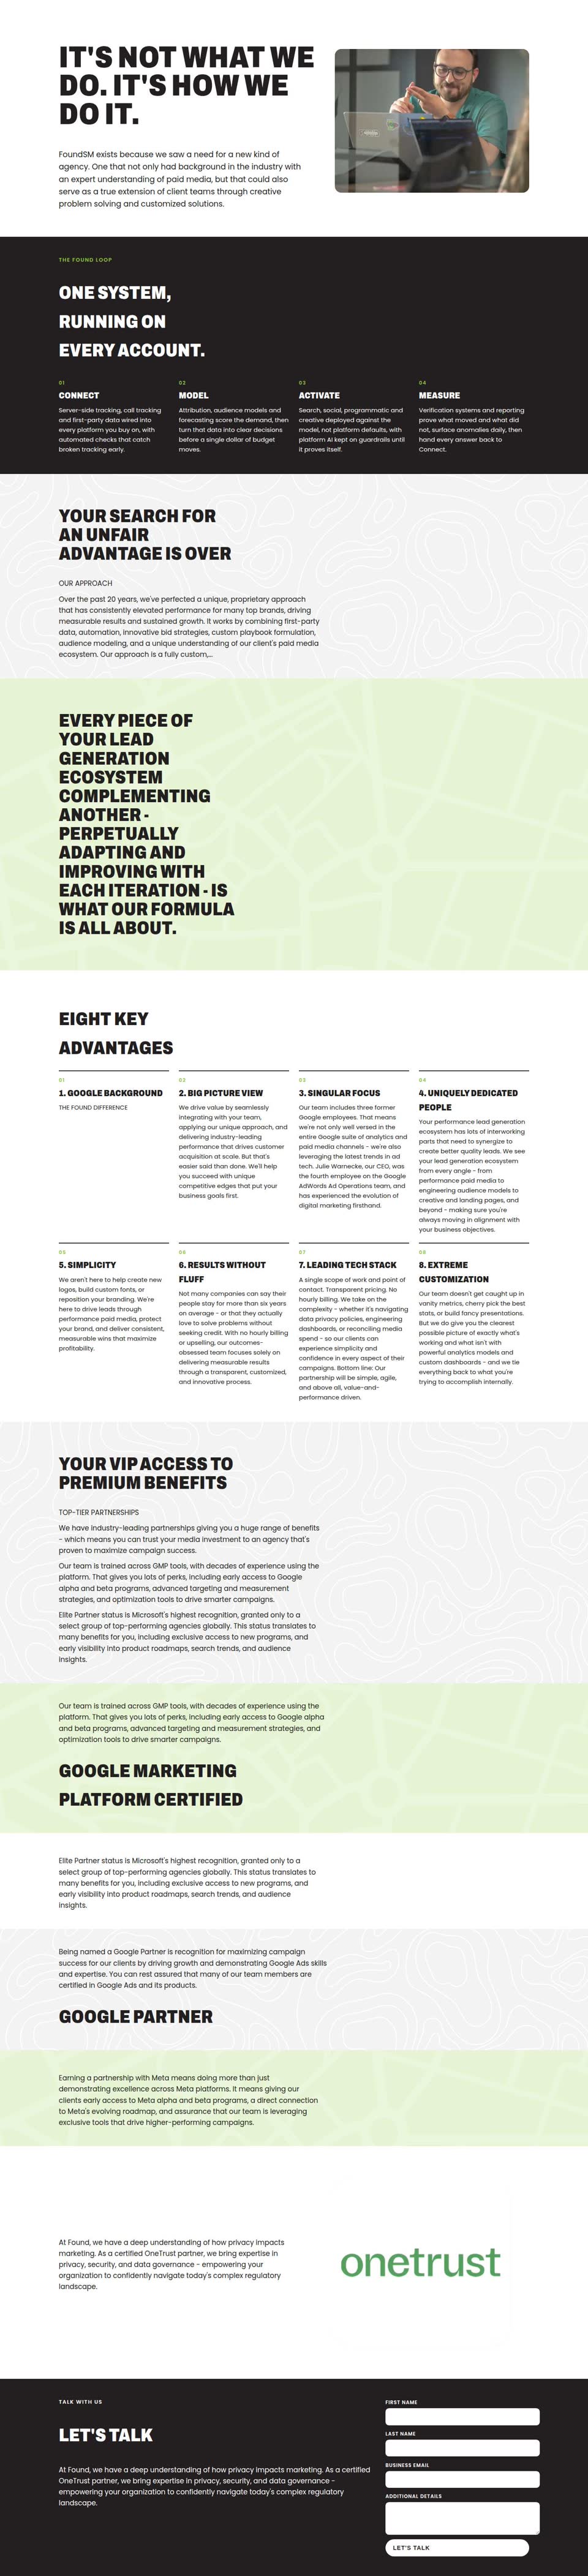 IT'S NOT WHAT WE
DO. IT'S HOW WE
DO IT.
FoundSM exists because we saw a need for a new kind of
agency. One that not only had background in the industry with
an expert understanding of paid media, but that could also
serve as a true extension of client teams through creative
problem solving and customized solutions.
THE FOUND LOOP
ONE SYSTEM,
RUNNING ON
EVERY ACCOUNT.
01
CONNECT
Server-side tracking, call tracking
and first-party data wired into
every platform you buy on, with
automated checks that catch
broken tracking early.
02
MODEL
Attribution, audience models and
forecasting score the demand, then
turn that data into clear decisions
before a single dollar of budget
moves.
03
ACTIVATE
Search, social, programmatic and
creative deployed against the
model, not platform defaults, with
platform AI kept on guardrails until
it proves itself.
04
MEASURE
Verification systems and reporting
prove what moved and what did
not, surface anomalies daily, then
hand every answer back to
Connect.
YOUR SEARCH FOR
AN UNFAIR
ADVANTAGE IS OVER
OUR APPROACH
Over the past 20 years, we've perfected a unique, proprietary approach
that has consistently elevated performance for many top brands, driving
measurable results and sustained growth. It works by combining first-party
data, automation, innovative bid strategies, custom playbook formulation,
audience modeling, and a unique understanding of our client's paid media
ecosystem. Our approach is a fully custom,...
EVERY PIECE OF
YOUR LEAD
GENERATION
ECOSYSTEM
COMPLEMENTING
ANOTHER -
PERPETUALLY
ADAPTING AND
IMPROVING WITH
EACH ITERATION - IS
WHAT OUR FORMULA
IS ALL ABOUT.
EIGHT KEY
ADVANTAGES
01
1. GOOGLE BACKGROUND
THE FOUND DIFFERENCE
02
2. BIG PICTURE VIEW
We drive value by seamlessly
integrating with your team,
applying our unique approach, and
delivering industry-leading
performance that drives customer
acquisition at scale. But that's
easier said than done. We'll help
you succeed with unique
competitive edges that put your
business goals first.
03
3. SINGULAR FOCUS
Our team includes three former
Google employees. That means
we're not only well versed in the
entire Google suite of analytics and
paid media channels - we're also
leveraging the latest trends in ad
tech. Julie Warnecke, our CEO, was
the fourth employee on the Google
AdWords Ad Operations team, and
has experienced the evolution of
digital marketing firsthand.
04
4. UNIQUELY DEDICATED
PEOPLE
Your performance lead generation
ecosystem has lots of interworking
parts that need to synergize to
create better quality leads. We see
your lead generation ecosystem
from every angle - from
performance paid media to
engineering audience models to
creative and landing pages, and
beyond - making sure you're
always moving in alignment with
your business objectives.
05
5. SIMPLICITY
We aren't here to help create new
logos, build custom fonts, or
reposition your branding. We're
here to drive leads through
performance paid media, protect
your brand, and deliver consistent,
measurable wins that maximize
profitability.
06
6. RESULTS WITHOUT
FLUFF
Not many companies can say their
people stay for more than six years
on average - or that they actually
love to solve problems without
seeking credit. With no hourly billing
or upselling, our outcomes-
obsessed team focuses solely on
delivering measurable results
through a transparent, customized,
and innovative process.
07
7. LEADING TECH STACK
A single scope of work and point of
contact. Transparent pricing. No
hourly billing. We take on the
complexity - whether it's navigating
data privacy policies, engineering
dashboards, or reconciling media
spend - so our clients can
experience simplicity and
confidence in every aspect of their
campaigns. Bottom line: Our
partnership will be simple, agile,
and above all, value-and-
performance driven.
08
8. EXTREME
CUSTOMIZATION
Our team doesn't get caught up in
vanity metrics, cherry pick the best
stats, or build fancy presentations.
But we do give you the clearest
possible picture of exactly what's
working and what isn't with
powerful analytics models and
custom dashboards - and we tie
everything back to what you're
trying to accomplish internally.
YOUR VIP ACCESS TO
PREMIUM BENEFITS
TOP-TIER PARTNERSHIPS
We have industry-leading partnerships giving you a huge range of benefits
- which means you can trust your media investment to an agency that's
proven to maximize campaign success.
Our team is trained across GMP tools, with decades of experience using the
platform. That gives you lots of perks, including early access to Google
alpha and beta programs, advanced targeting and measurement
strategies, and optimization tools to drive smarter campaigns.
Elite Partner status is Microsoft's highest recognition, granted only to a
select group of top-performing agencies globally. This status translates to
many benefits for you, including exclusive access to new programs, and
early visibility into product roadmaps, search trends, and audience
insights.
Our team is trained across GMP tools, with decades of experience using the
platform. That gives you lots of perks, including early access to Google alpha
and beta programs, advanced targeting and measurement strategies, and
optimization tools to drive smarter campaigns.
GOOGLE MARKETING
PLATFORM CERTIFIED
Elite Partner status is Microsoft's highest recognition, granted only to a
select group of top-performing agencies globally. This status translates to
many benefits for you, including exclusive access to new programs, and
early visibility into product roadmaps, search trends, and audience
insights.
Being named a Google Partner is recognition for maximizing campaign
success for our clients by driving growth and demonstrating Google Ads skills
and expertise. You can rest assured that many of our team members are
certified in Google Ads and its products.
GOOGLE PARTNER
Earning a partnership with Meta means doing more than just
demonstrating excellence across Meta platforms. It means giving our
clients early access to Meta alpha and beta programs, a direct connection
to Meta's evolving roadmap, and assurance that our team is leveraging
exclusive tools that drive higher-performing campaigns.
At Found, we have a deep understanding of how privacy impacts
marketing. As a certified OneTrust partner, we bring expertise in
privacy, security, and data governance - empowering your
organization to confidently navigate today's complex regulatory
landscape.
onetrust
TALK WITH US
LET'S TALK
At Found, we have a deep understanding of how privacy impacts marketing. As a certified
OneTrust partner, we bring expertise in privacy, security, and data governance -
empowering your organization to confidently navigate today's complex regulatory
landscape.
FIRST NAME
LAST NAME
BUSINESS EMAIL
ADDITIONAL DETAILS
LET'S TALK